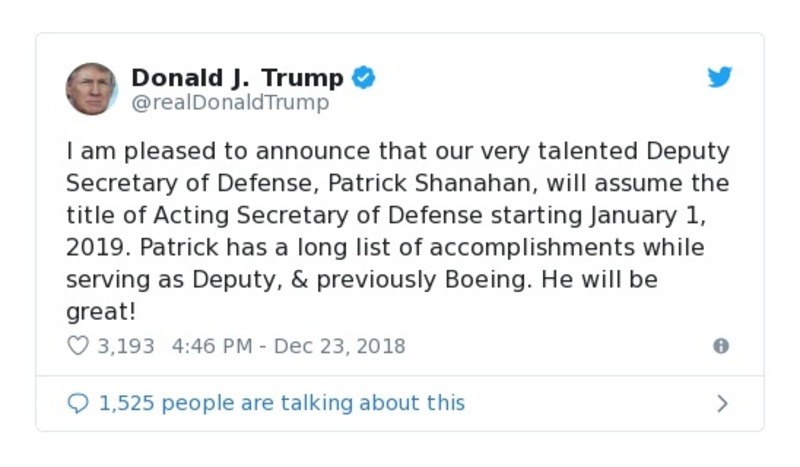 Donald J. Trump
@realDonaldTrump
I am pleased to announce that our very talented Deputy
Secretary of Defense, Patrick Shanahan, will assume the
title of Acting Secretary of Defense starting January 1,
2019. Patrick has a long list of accomplishments while
serving as Deputy, & previously Boeing. He will be
great!
3,193 4:46 PM - Dec 23, 2018
1,525 people are talking about this